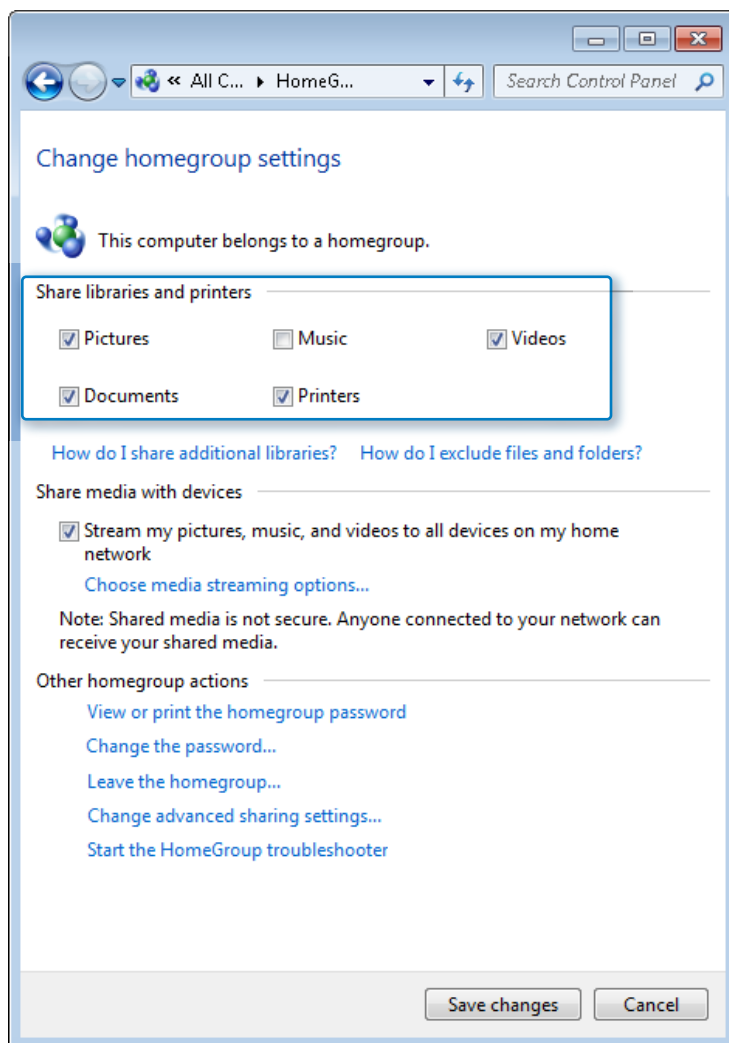 « All C... ▸ HomeG... Search Control Panel
Change homegroup settings
This computer belongs to a homegroup.
Share libraries and printers
Pictures Music Videos
Documents Printers
How do I share additional libraries? How do I exclude files and folders?
Share media with devices
Stream my pictures, music, and videos to all devices on my home
network
Choose media streaming options...
Note: Shared media is not secure. Anyone connected to your network can
receive your shared media.
Other homegroup actions
View or print the homegroup password
Change the password...
Leave the homegroup...
Change advanced sharing settings...
Start the HomeGroup troubleshooter
Save changes Cancel